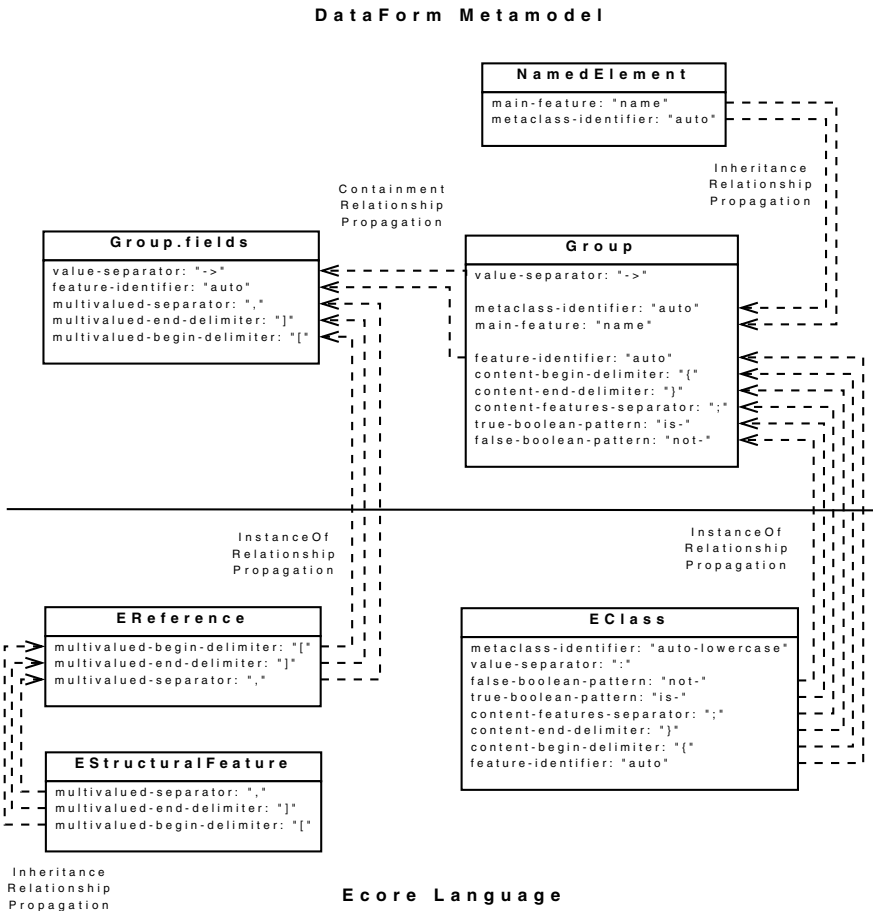 DataForm Metamodel
NamedElement
main-feature: "name"
metaclass-identifier: "auto"
Inheritance
Relationship
Propagation
Containment
Relationship
Propagation
Group.fields
value-separator: "->"
feature-identifier: "auto"
multivalued-separator: ","
multivalued-end-delimiter: "]"
multivalued-begin-delimiter: "["
Group
value-separator: "->"
metaclass-identifier: "auto"
main-feature: "name"
feature-identifier: "auto"
content-begin-delimiter: "{"
content-end-delimiter: "}"
content-features-separator: ";"
true-boolean-pattern: "is-"
false-boolean-pattern: "not-"
InstanceOf
Relationship
Propagation
InstanceOf
Relationship
Propagation
EReference
multivalued-begin-delimiter: "["
multivalued-end-delimiter: "]"
multivalued-separator: ","
EClass
metaclass-identifier: "auto-lowercase"
value-separator: ":"
false-boolean-pattern: "not-"
true-boolean-pattern: "is-"
content-features-separator: ";"
content-end-delimiter: "}"
content-begin-delimiter: "{"
feature-identifier: "auto"
EStructuralFeature
multivalued-separator: ","
multivalued-end-delimiter: "]"
multivalued-begin-delimiter: "["
Inheritance
Relationship
Propagation
Ecore Language